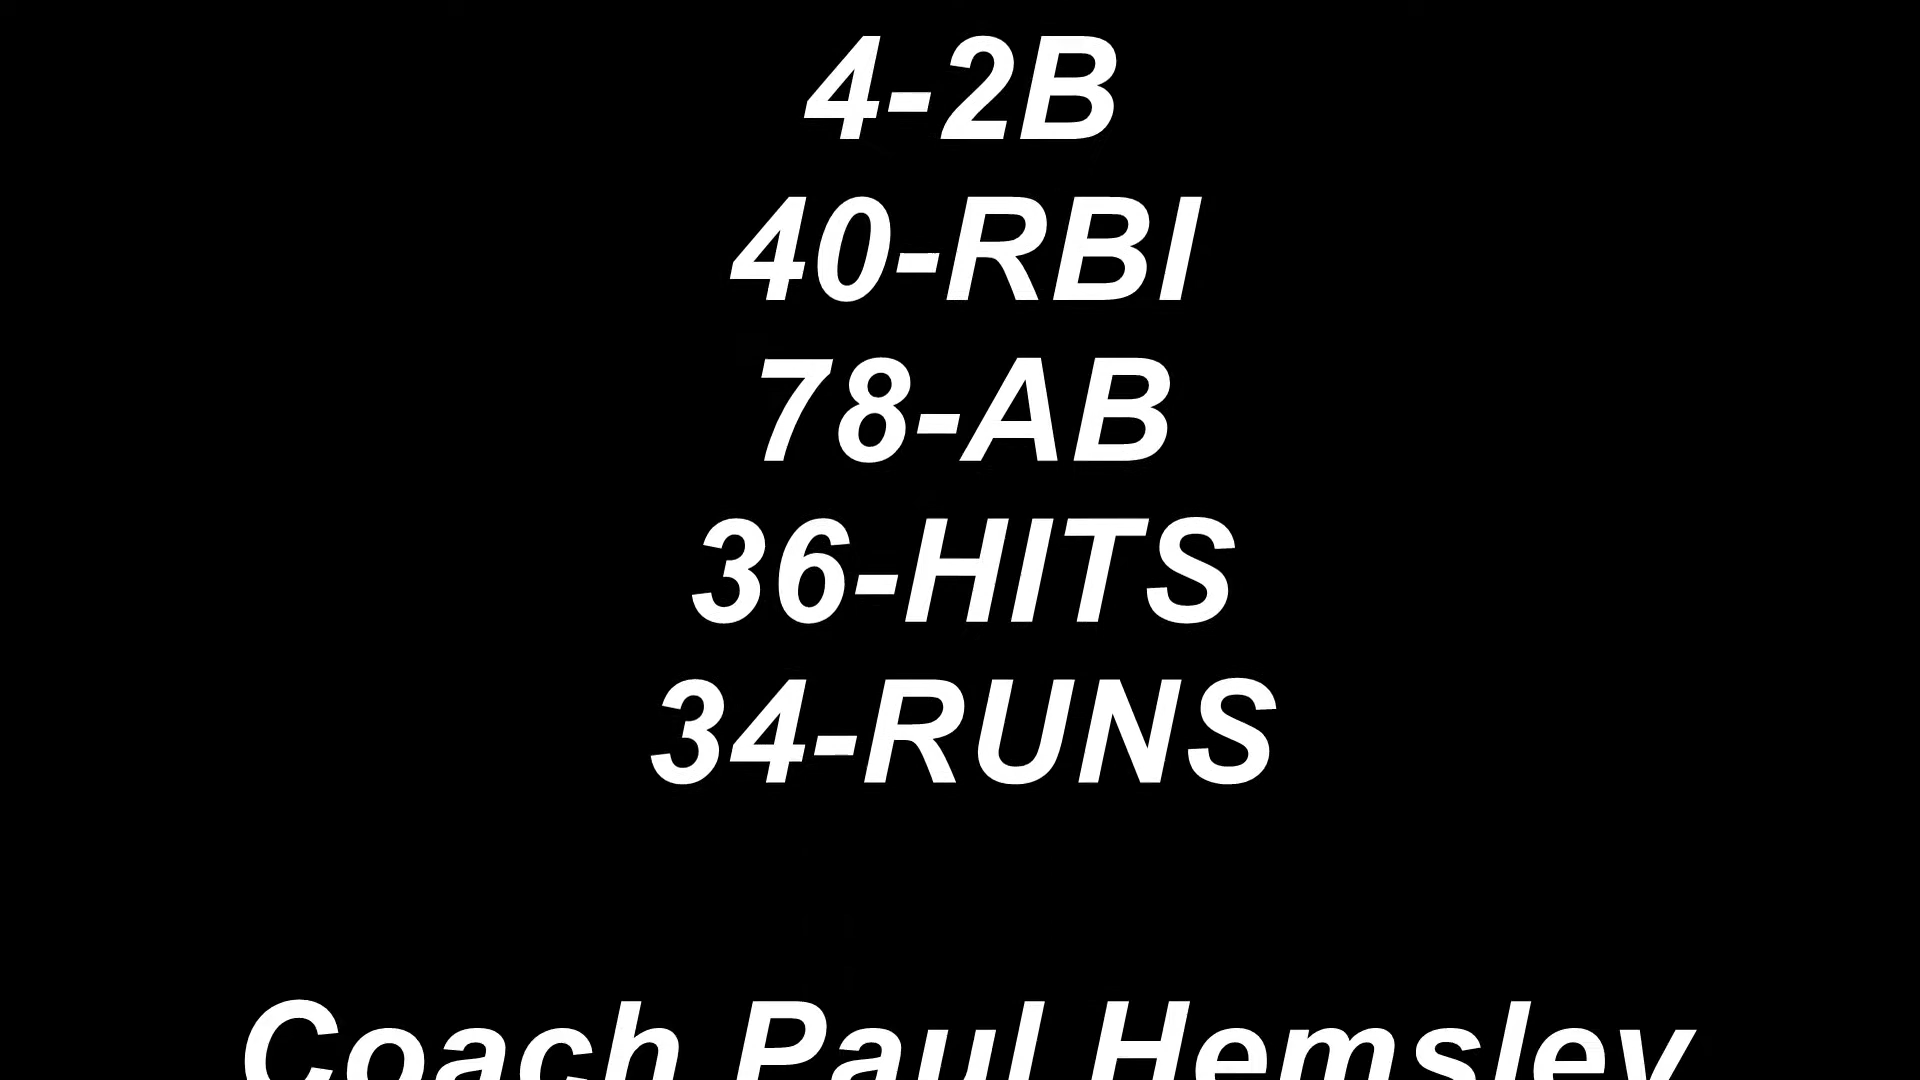 4-2B
40-RBI
78-AB
36-HITS
34-RUNS
Coach Paul Hemsley